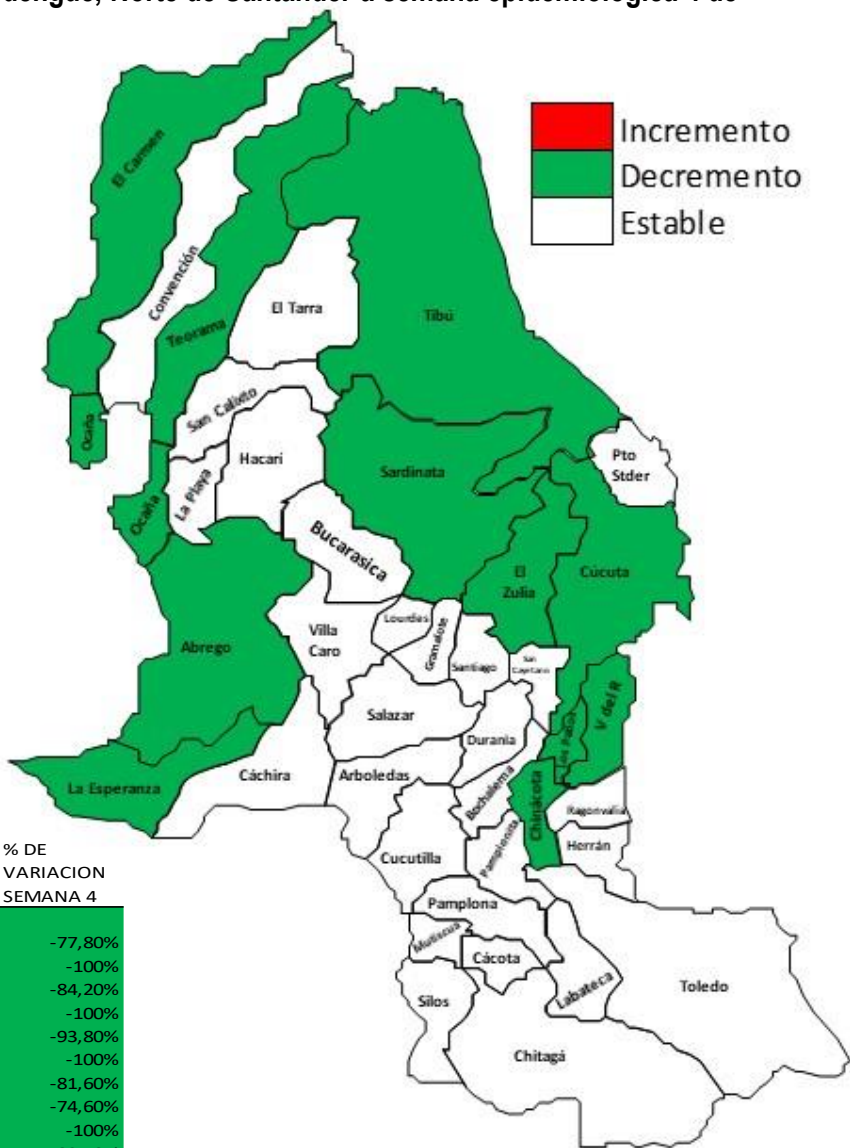 dengue, Norte de Santander a semana epidemiológica 4 de
Incremento
Decremento
Estable
El Carmen
Convención
Teorama
El Tarra
Tibú
San Calixto
Ocaña
Hacarí
La Playa
Sardinata
Pto
Stder
Ocaña
Bucarasica
El
Zulia
Cúcuta
Abrego
Villa
Caro
Lourdes
Gramalote
Santiago
San
Cayetano
Salazar
Durania
V del R
La Esperanza
Cáchira
Arboledas
Bochalema
Chinácota
Ragonvalia
Herrán
Cucutilla
Pamplonita
Pamplona
Mutiscua
Cácota
Labateca
Toledo
Silos
Chitagá
% DE
VARIACION
SEMANA 4
-77,80%
-100%
-84,20%
-100%
-93,80%
-100%
-81,60%
-74,60%
-100%